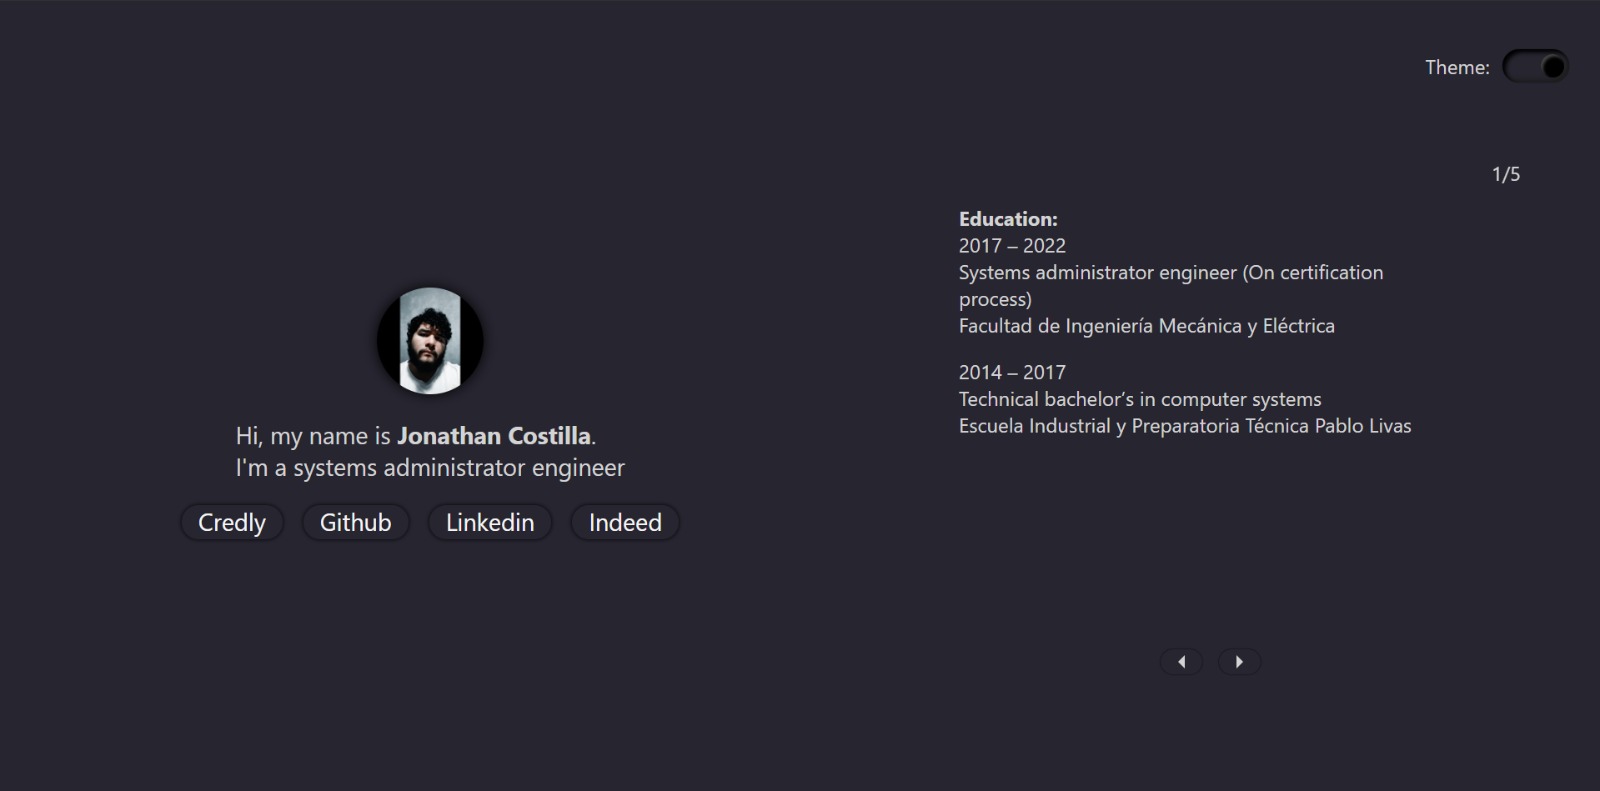 Theme:
1/5
Hi, my name is Jonathan Costilla.
I'm a systems administrator engineer
Credly
Github
Linkedin
Indeed
Education:
2017 – 2022
Systems administrator engineer (On certification
process)
Facultad de Ingeniería Mecánica y Eléctrica
2014 – 2017
Technical bachelor’s in computer systems
Escuela Industrial y Preparatoria Técnica Pablo Livas